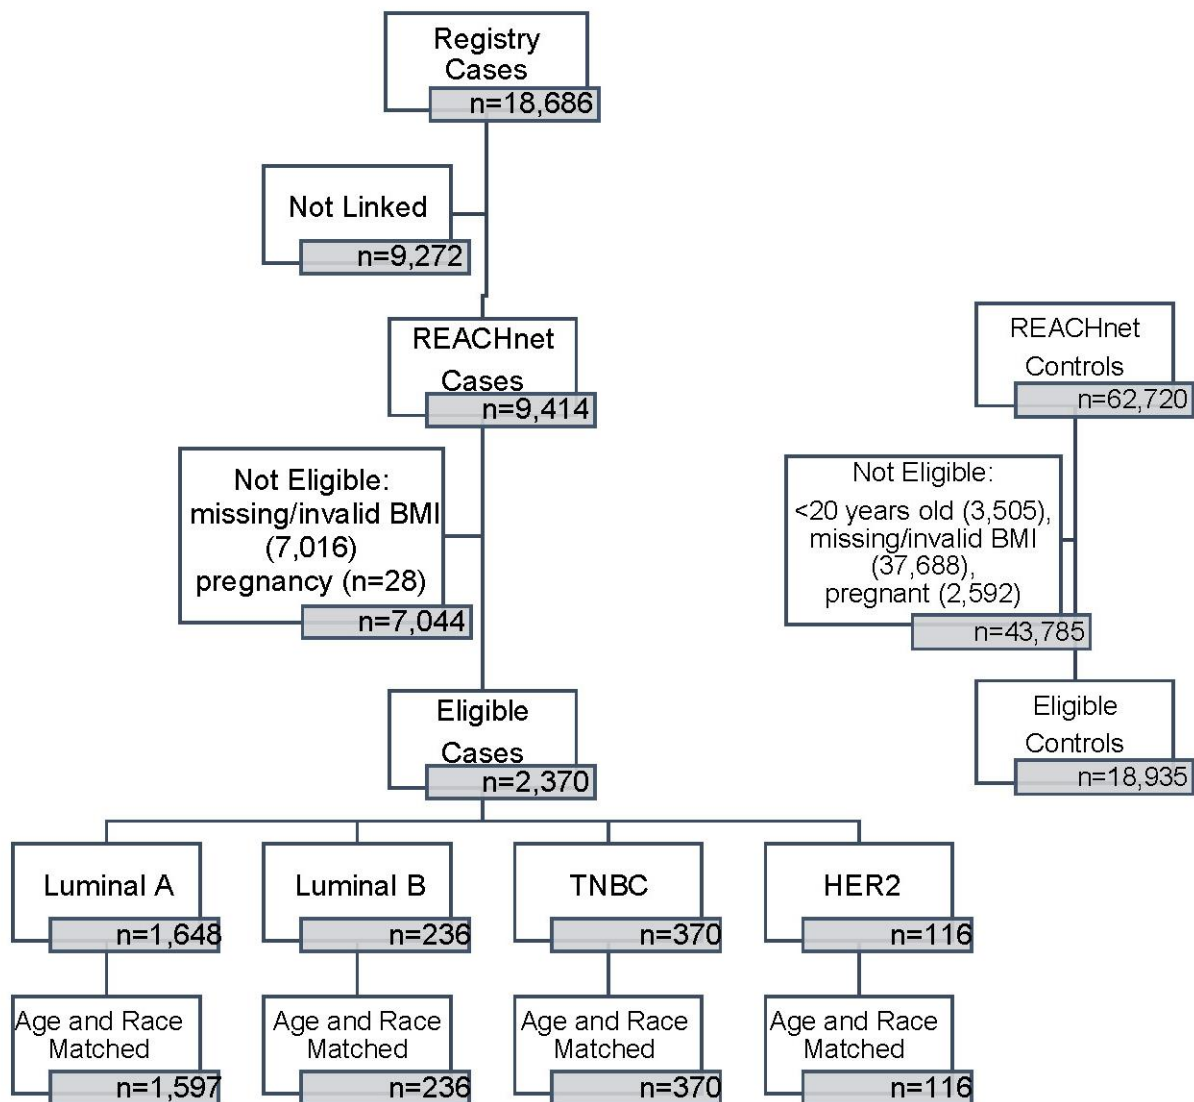 Registry
Cases
n=18,686
Not Linked
n=9,272
REACHnet
Cases
n=9,414
Not Eligible:
missing/invalid BMI
(7,016)
pregnancy (n=28)
n=7,044
REACHnet
Controls
n=62,720
Not Eligible:
<20 years old (3,505),
missing/invalid BMI
(37,688),
pregnant (2,592)
n=43,785
Eligible
Cases
n=2,370
Eligible
Controls
n=18,935
Luminal A
n=1,648
Luminal B
n=236
TNBC
n=370
HER2
n=116
Age and Race
Matched
n=1,597
Age and Race
Matched
n=236
Age and Race
Matched
n=370
Age and Race
Matched
n=116